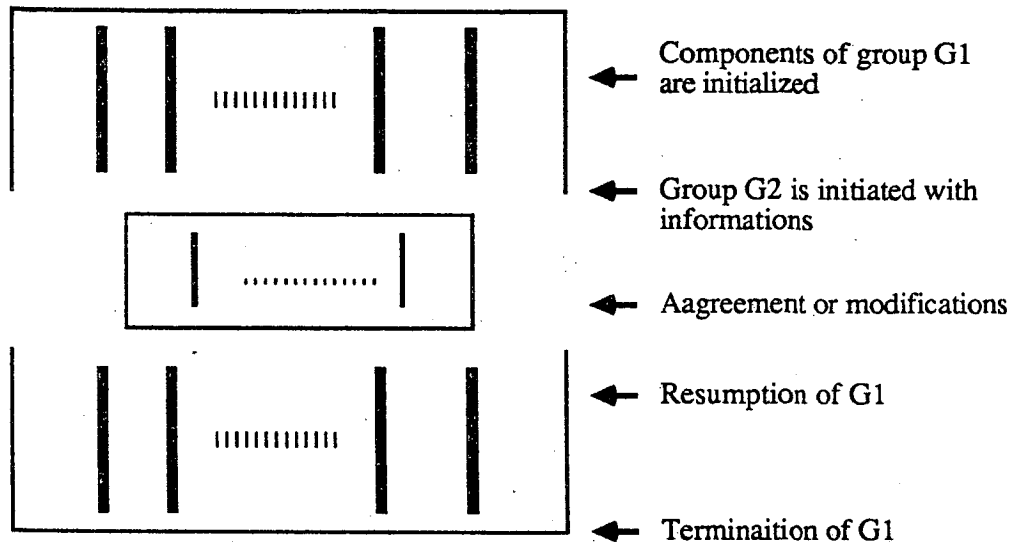 Components of group G1
are initialized
Group G2 is initiated with
informations
Aagreement or modifications
Resumption of G1
Terminaition of G1